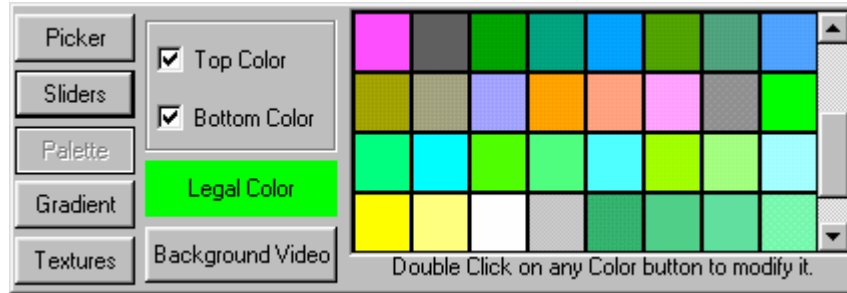 Picker
Sliders
Palette
Gradient
Textures
Top Color
Bottom Color
Legal Color
Background Video
Double Click on any Color button to modify it.